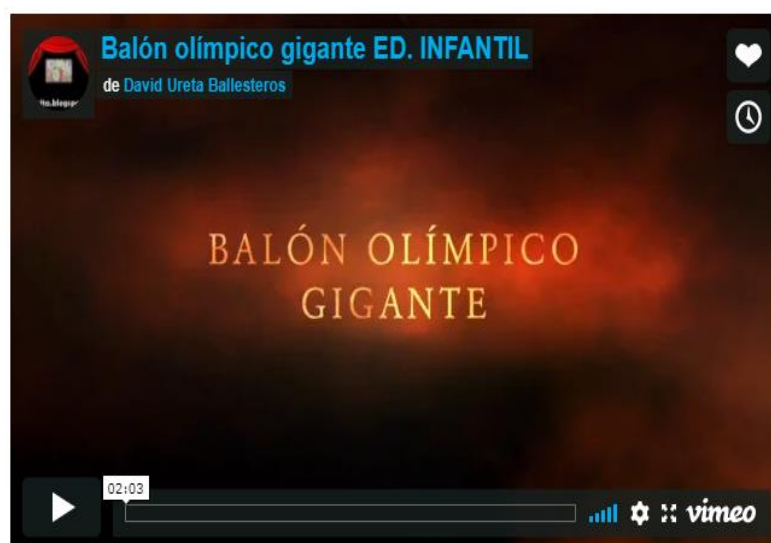 Balón olímpico gigante ED. INFANTIL
de David Ureta Ballesteros
BALÓN OLÍMPICO
GIGANTE
02:03
vimeo